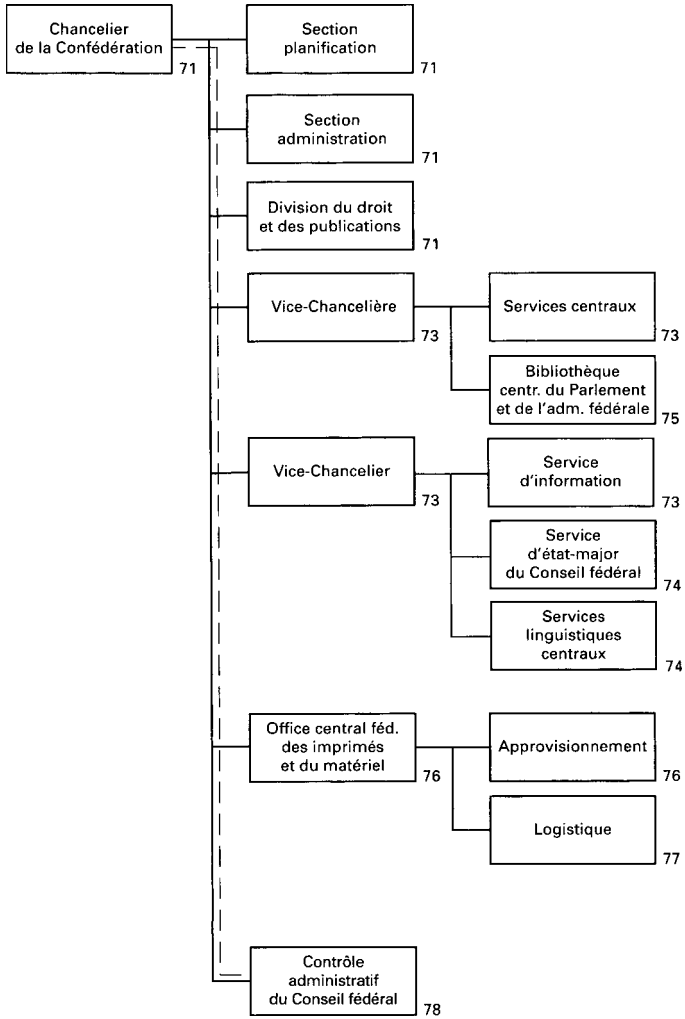 Chancelier
de la Confédération
71
Section
planification
71
Section
administration
71
Division du droit
et des publications
71
Vice-Chancelière
73
Services centraux
73
Bibliothèque
centr. du Parlement
et de l'adm. fédérale
75
Vice-Chancelier
73
Service
d'information
73
Service
d'état-major
du Conseil fédéral
74
Services
linguistiques
centraux
74
Office central féd.
des imprimés
et du matériel
76
Approvisionnement
76
Logistique
77
Contrôle
administratif
du Conseil fédéral
78